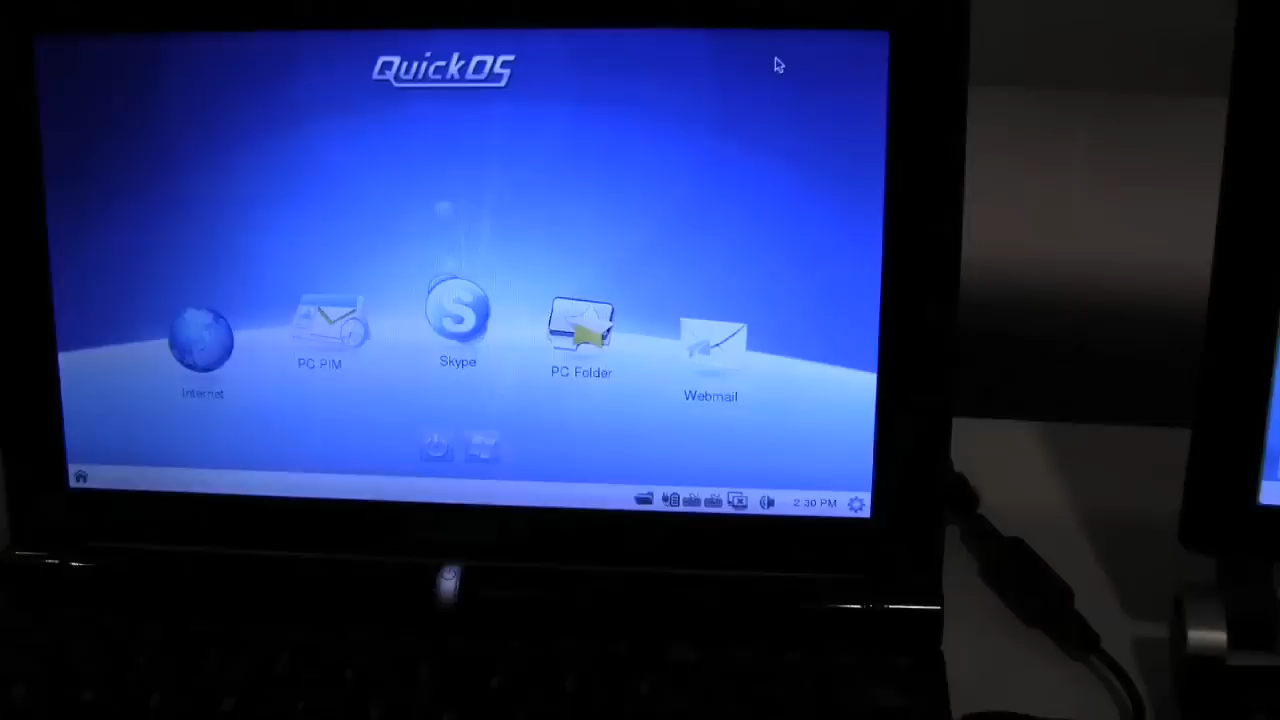 QuickOS
Internet
PC PIM
Skype
PC Folder
Webmail
2:30 PM